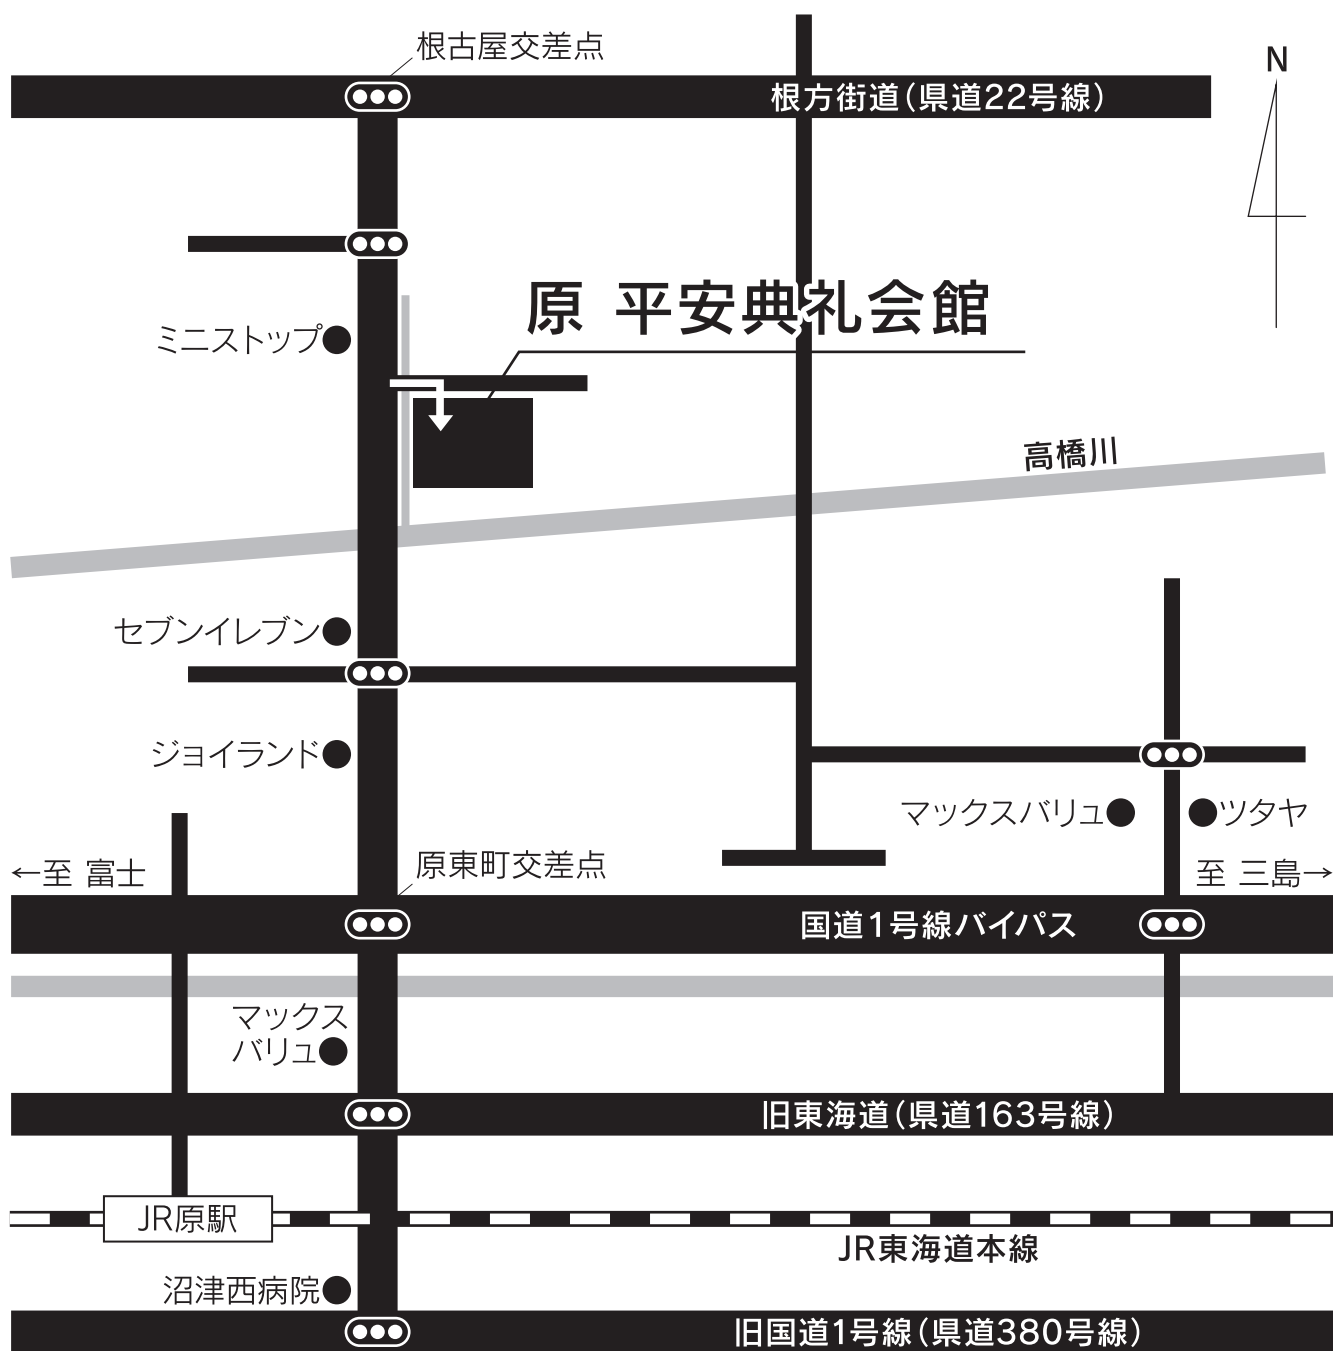 根古屋交差点
N
根方街道（県道22号線）
原 平安典礼会館
ミニストップ
高橋川
セブンイレブン
ジョイランド
マックスバリュ
ツタヤ
←至 富士
原東町交差点
至 三島→
国道1号線バイパス
マックス
バリュ
旧東海道（県道163号線）
JR原駅
JR東海道本線
沼津西病院
旧国道1号線（県道380号線）